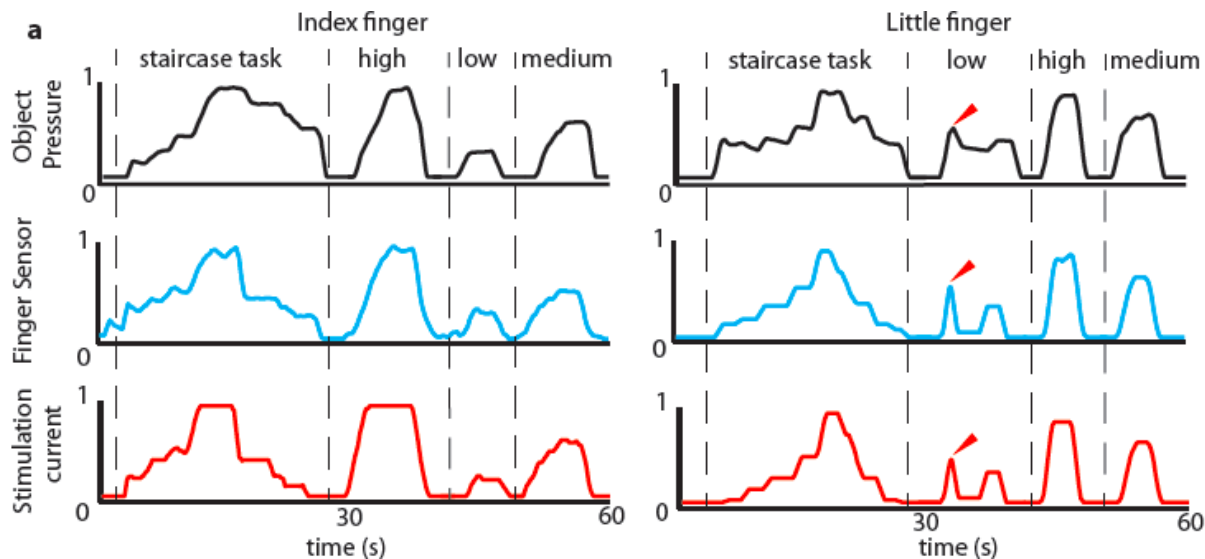 a
Index finger
Little finger
staircase task high low medium
staircase task low high medium
Object
Pressure
1
0
1
0
Finger Sensor
1
0
1
0
Stimulation
current
1
0
1
0
30
60
30
60
time (s)
time (s)